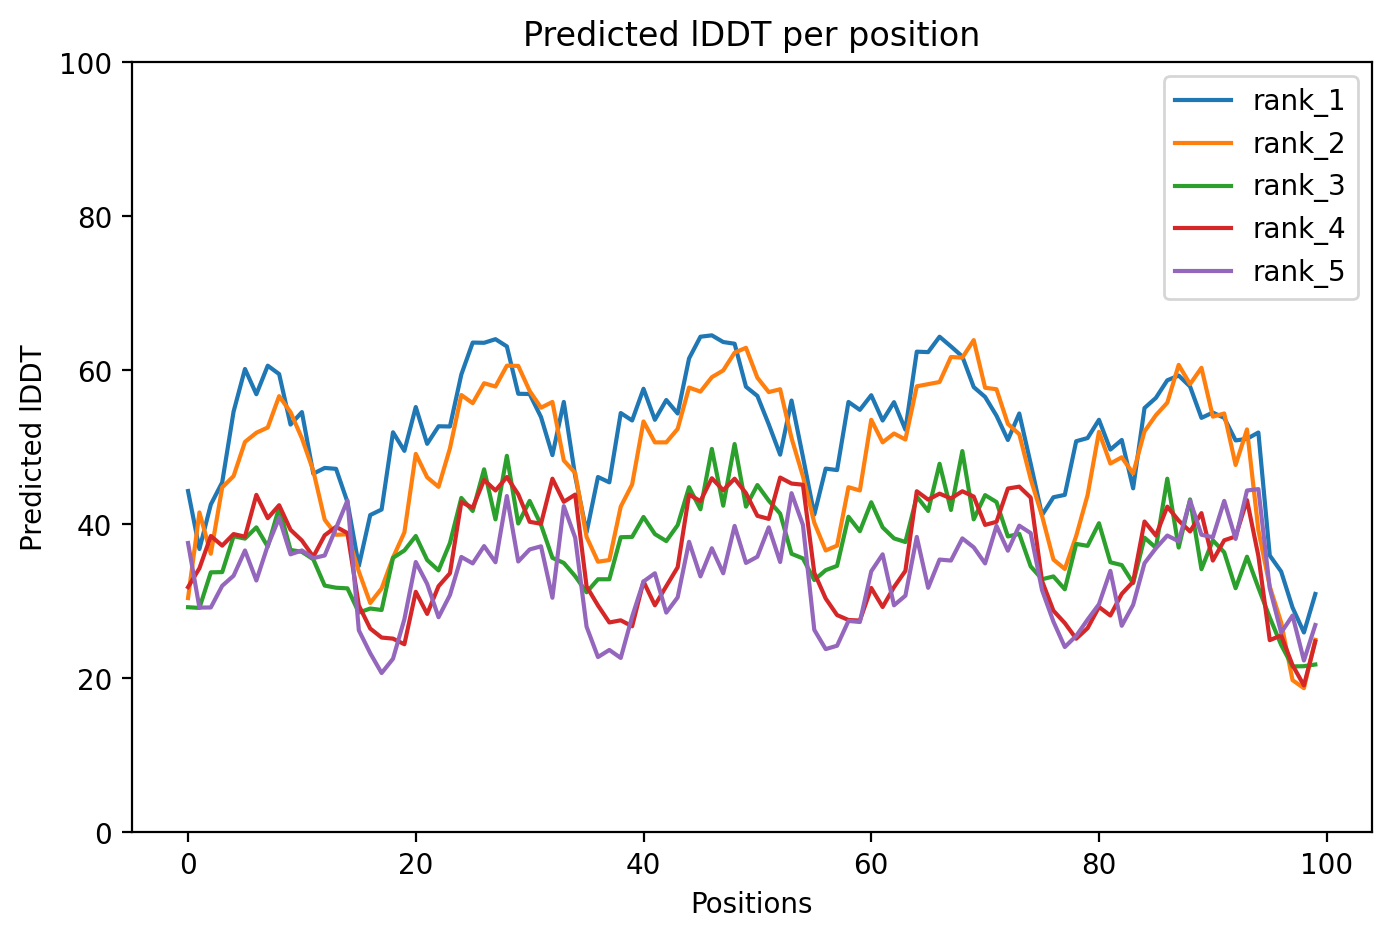 Predicted lDDT per position
100
80
60
40
20
0
Predicted lDDT
rank_1
rank_2
rank_3
rank_4
rank_5
0 20 40 60 80 100
Positions